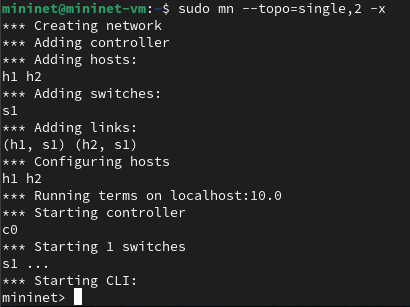 mininet@mininet-vm:~$ sudo mn --topo=single,2 -x
*** Creating network
*** Adding controller
*** Adding hosts:
h1 h2
*** Adding switches:
s1
*** Adding links:
(h1, s1) (h2, s1)
*** Configuring hosts
h1 h2
*** Running terms on localhost:10.0
*** Starting controller
c0
*** Starting 1 switches
s1 ...
*** Starting CLI:
mininet>